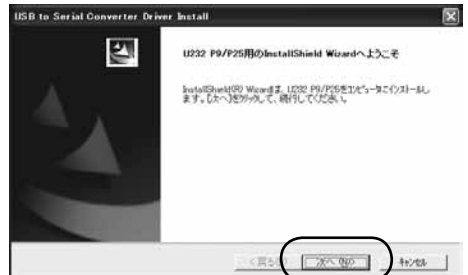 USB to Serial Converter Driver Install
U232 P9/P25用のInstallShield Wizardへようこそ
InstallShield(R) Wizardは、U232 P9/P25をコンピュータにインストールし
ます。[次へ]をクリックして、続行してください。
< 戻る(B)
次へ(N) >
キャンセル